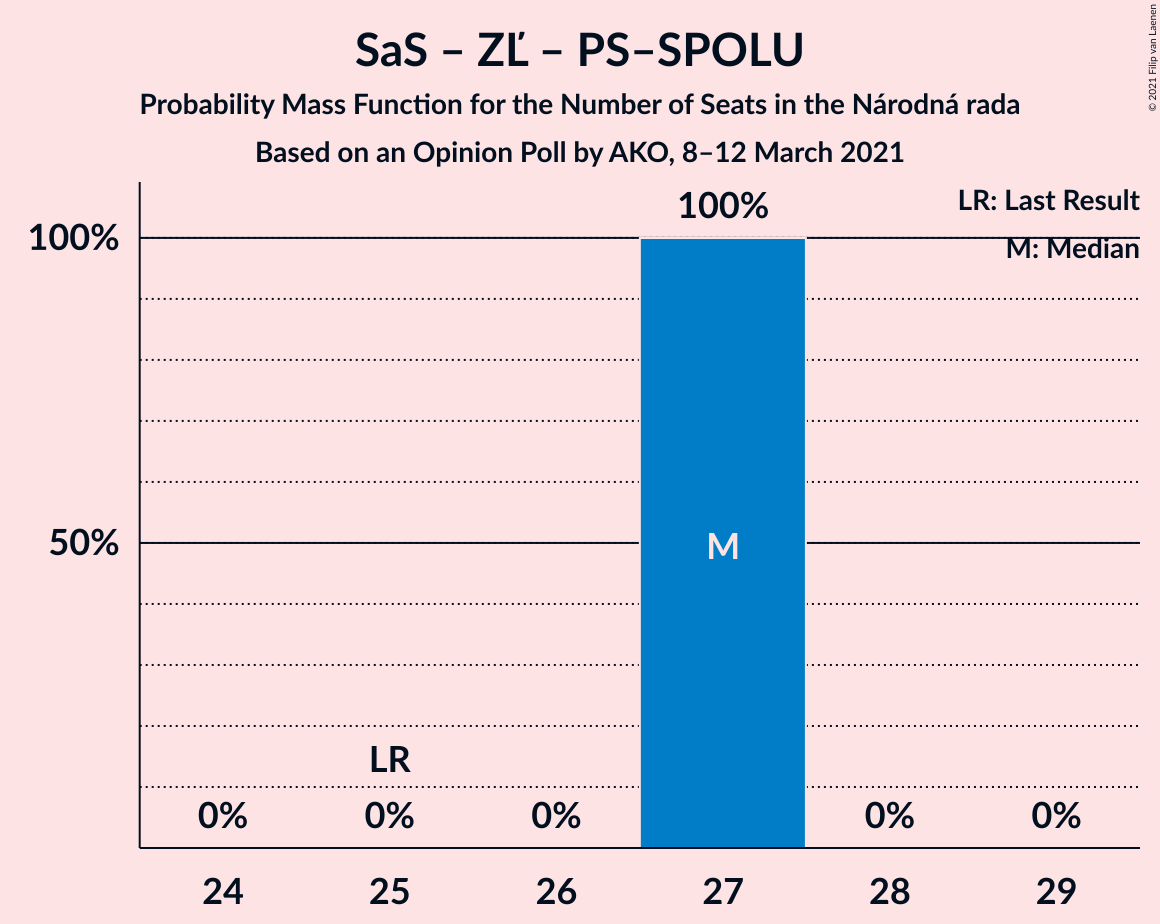 SaS – ZĽ – PS–SPOLU
Probability Mass Function for the Number of Seats in the Národná rada
Based on an Opinion Poll by AKO, 8–12 March 2021
© 2021 Filip van Laenen
LR: Last Result
M: Median
100%
100%
50%
M
LR
0%
0%
0%
0%
0%
24
25
26
27
28
29